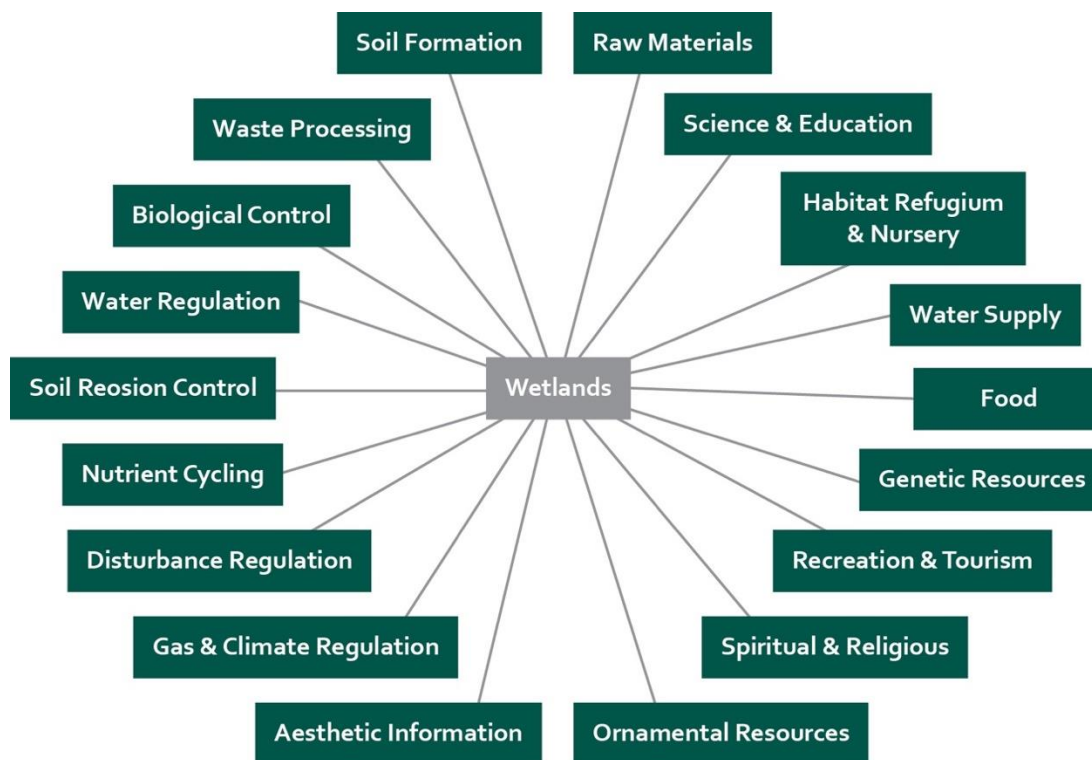 Soil Formation
Raw Materials
Waste Processing
Science & Education
Biological Control
Habitat Refugium
& Nursery
Water Regulation
Water Supply
Soil Reosion Control
Wetlands
Food
Nutrient Cycling
Genetic Resources
Disturbance Regulation
Recreation & Tourism
Gas & Climate Regulation
Spiritual & Religious
Aesthetic Information
Ornamental Resources